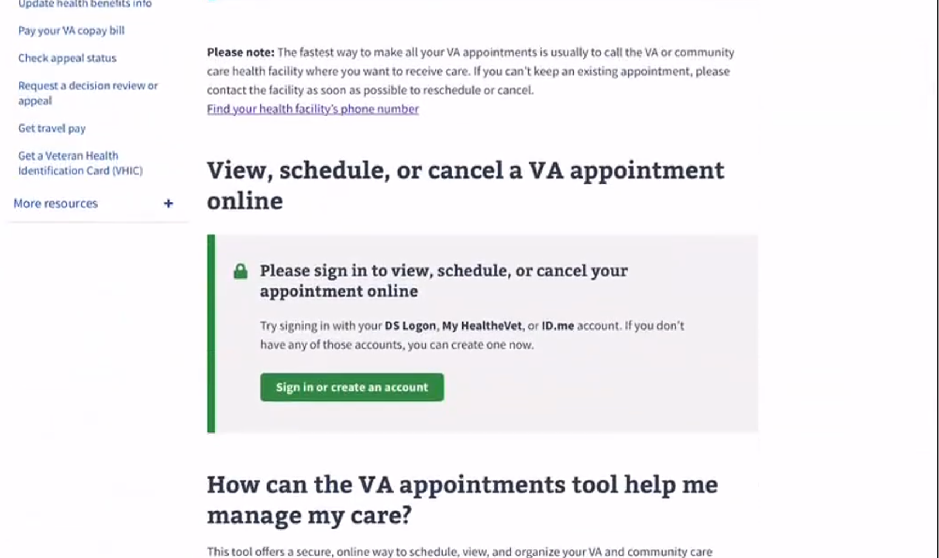 Update health benefits info
Pay your VA copay bill
Check appeal status
Request a decision review or
appeal
Get travel pay
Get a Veteran Health
Identification Card (VHIC)
More resources +
Please note: The fastest way to make all your VA appointments is usually to call the VA or community
care health facility where you want to receive care. If you can't keep an existing appointment, please
contact the facility as soon as possible to reschedule or cancel.
Find your health facility's phone number
View, schedule, or cancel a VA appointment
online
Please sign in to view, schedule, or cancel your
appointment online
Try signing in with your DS Logon, My HealtheVet, or ID.me account. If you don't
have any of those accounts, you can create one now.
Sign in or create an account
How can the VA appointments tool help me
manage my care?
This tool offers a secure, online way to schedule, view, and organize your VA and community care